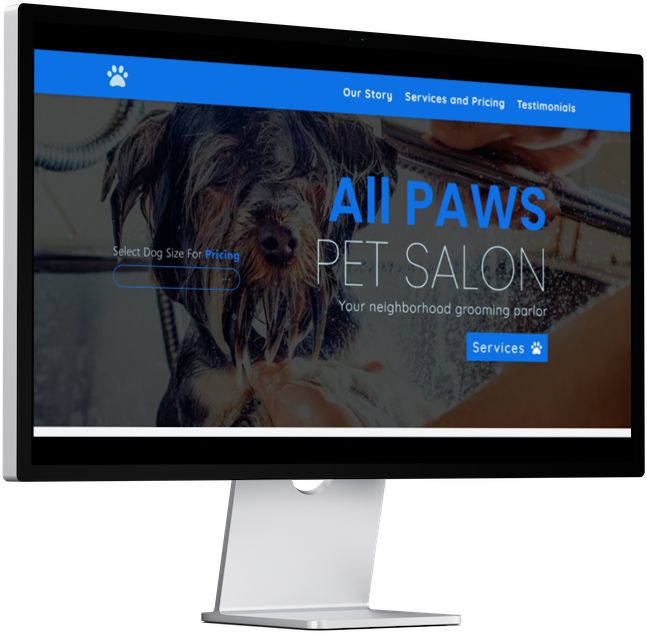 Our Story Services and Pricing Testimonials
All PAWS
PET SALON
Your neighborhood grooming parlor
Select Dog Size For Pricing
Services